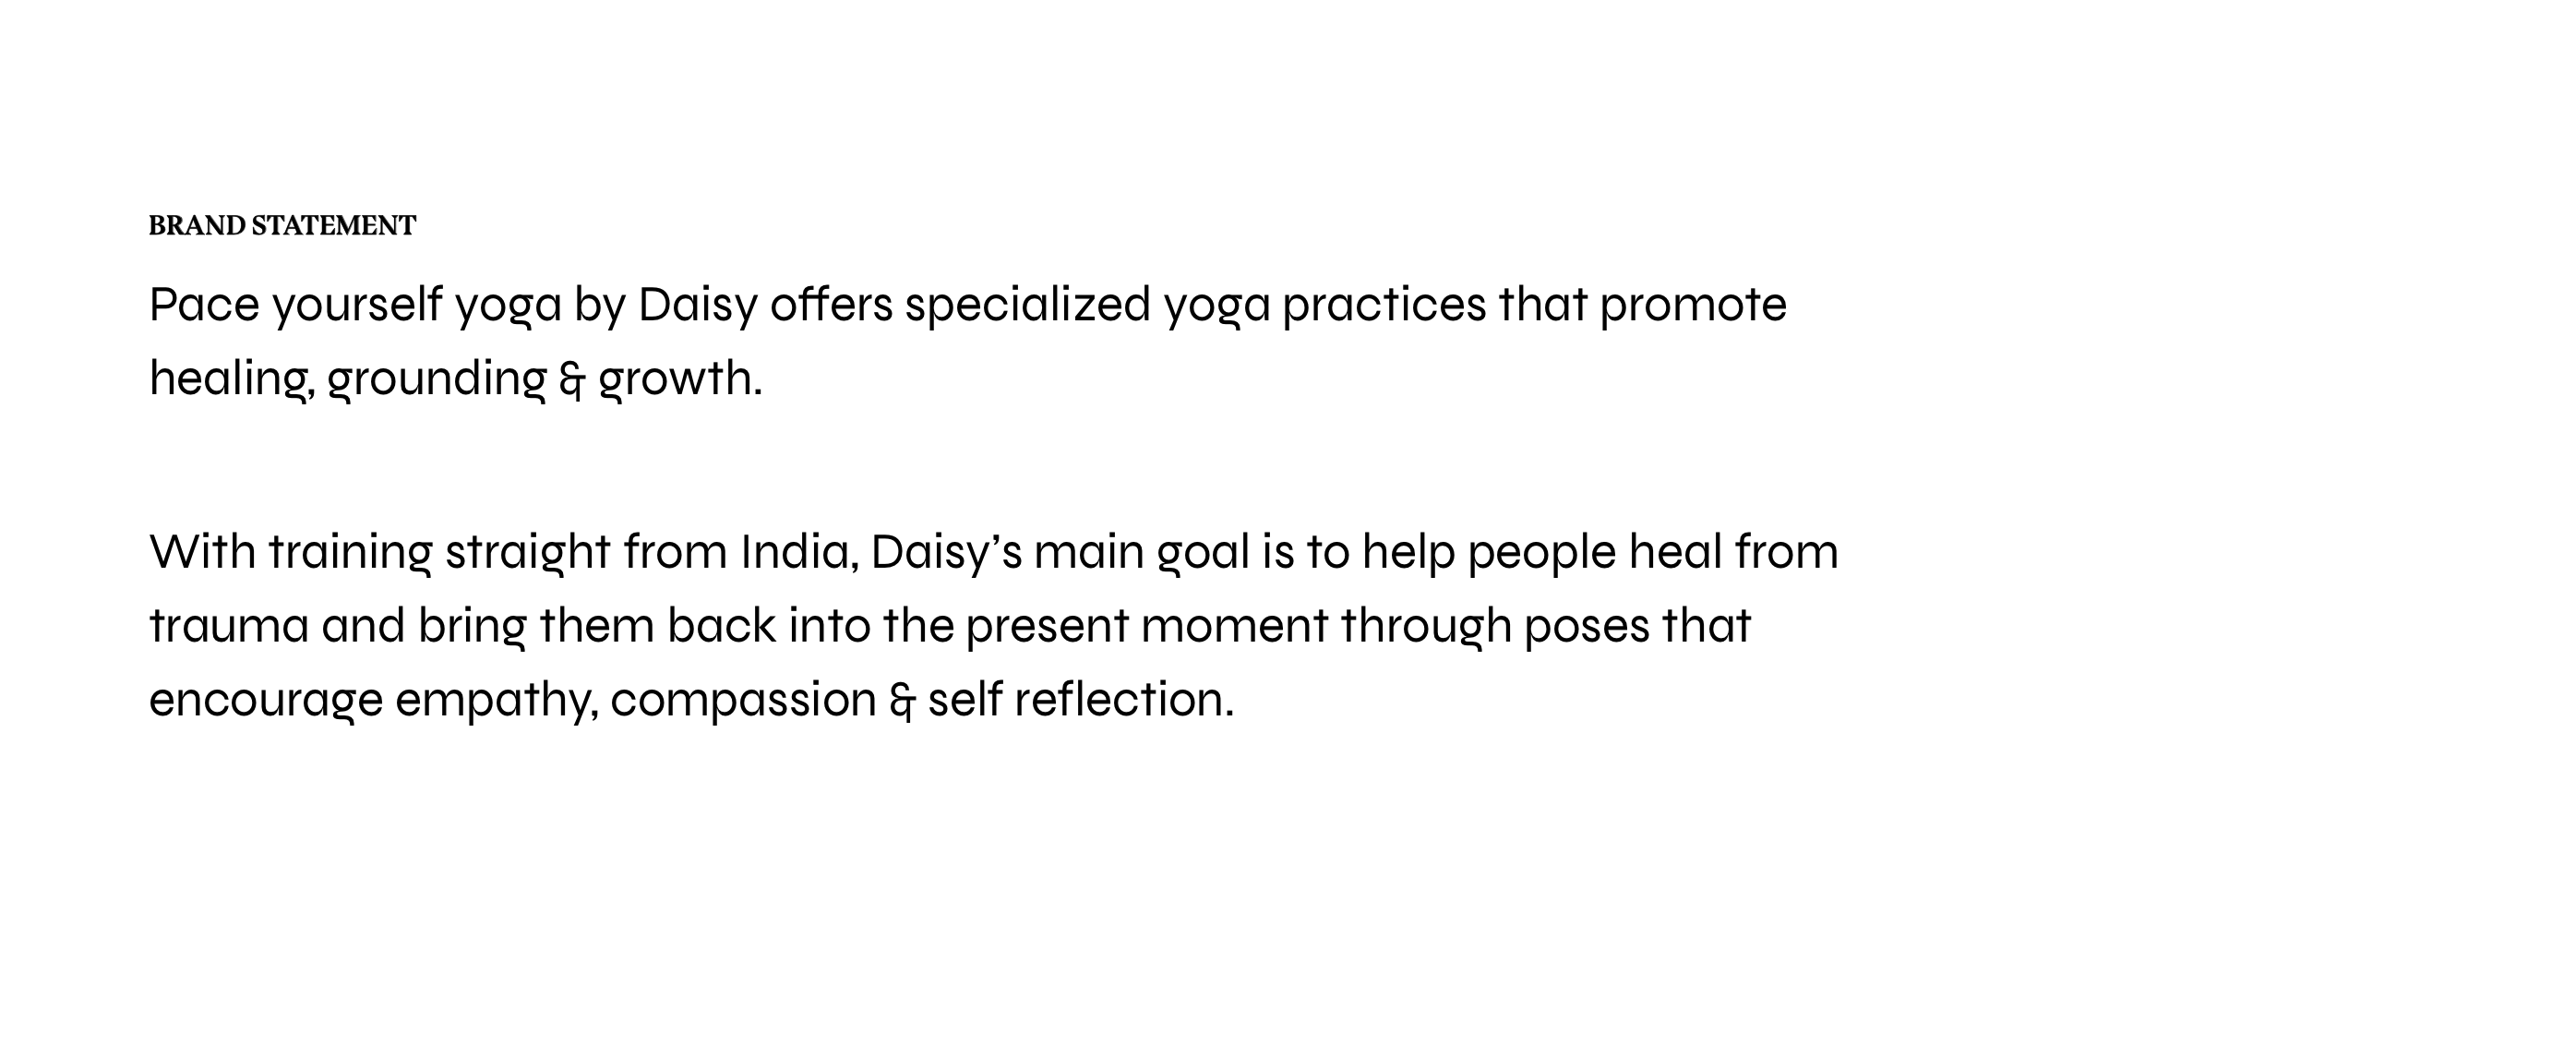 BRAND STATEMENT
Pace yourself yoga by Daisy offers specialized yoga practices that promote
healing, grounding & growth.
With training straight from India, Daisy’s main goal is to help people heal from
trauma and bring them back into the present moment through poses that
encourage empathy, compassion & self reflection.